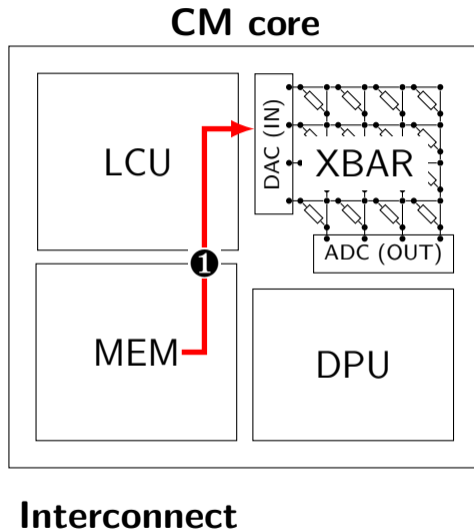 CM core
LCU
DAC (IN)
XBAR
ADC (OUT)
1
MEM
DPU
Interconnect